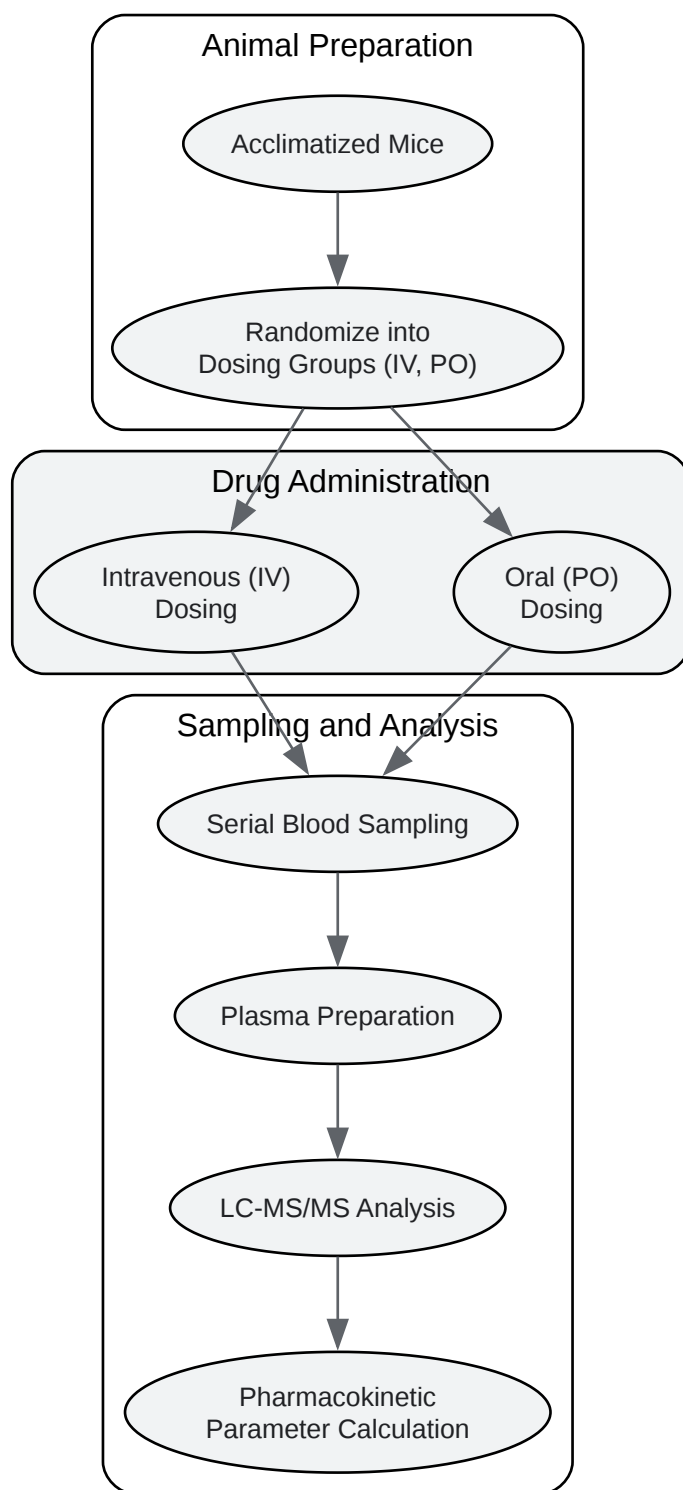 Animal Preparation
Acclimatized Mice
Randomize into
Dosing Groups (IV, PO)
Drug Administration
Intravenous (IV)
Dosing
Oral (PO)
Dosing
Sampling and Analysis
Serial Blood Sampling
Plasma Preparation
LC-MS/MS Analysis
Pharmacokinetic
Parameter Calculation